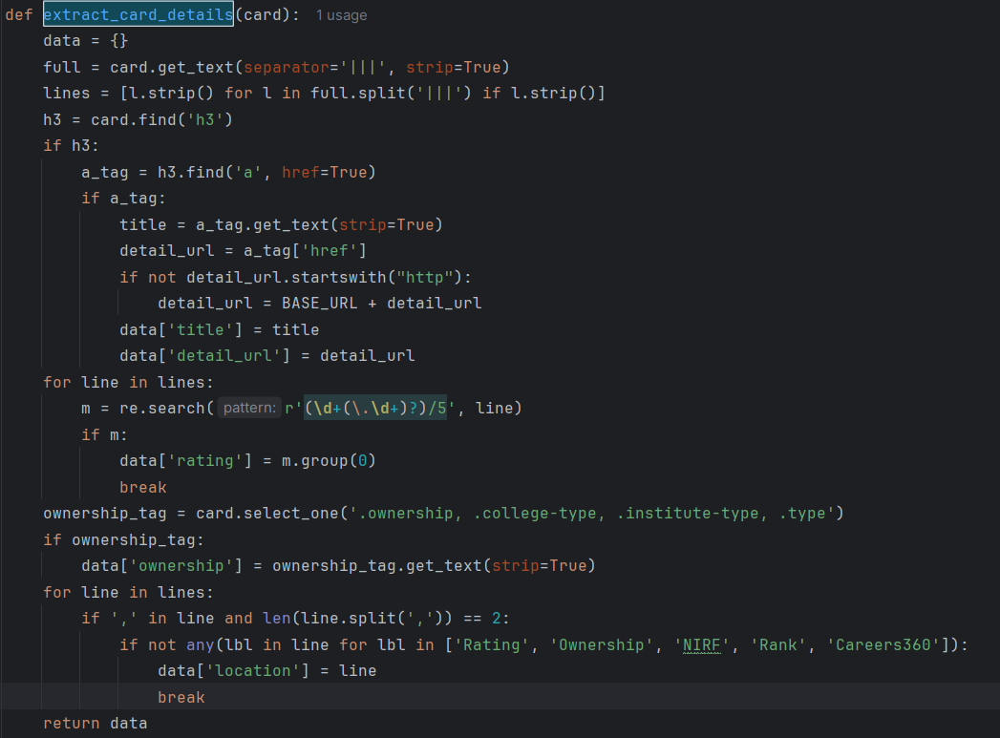 def extract_card_details(card): 1 usage
    data = {}
    full = card.get_text(separator='|||', strip=True)
    lines = [l.strip() for l in full.split('|||') if l.strip()]
    h3 = card.find('h3')
    if h3:
        a_tag = h3.find('a', href=True)
        if a_tag:
            title = a_tag.get_text(strip=True)
            detail_url = a_tag['href']
            if not detail_url.startswith("http"):
                detail_url = BASE_URL + detail_url
            data['title'] = title
            data['detail_url'] = detail_url
    for line in lines:
        m = re.search( pattern: r'(\d+(\.\d+)?)/5', line)
        if m:
            data['rating'] = m.group(0)
            break
    ownership_tag = card.select_one('.ownership, .college-type, .institute-type, .type')
    if ownership_tag:
        data['ownership'] = ownership_tag.get_text(strip=True)
    for line in lines:
        if ',' in line and len(line.split(',')) == 2:
            if not any(lbl in line for lbl in ['Rating', 'Ownership', 'NIRF', 'Rank', 'Careers360']):
                data['location'] = line
                break
    return data